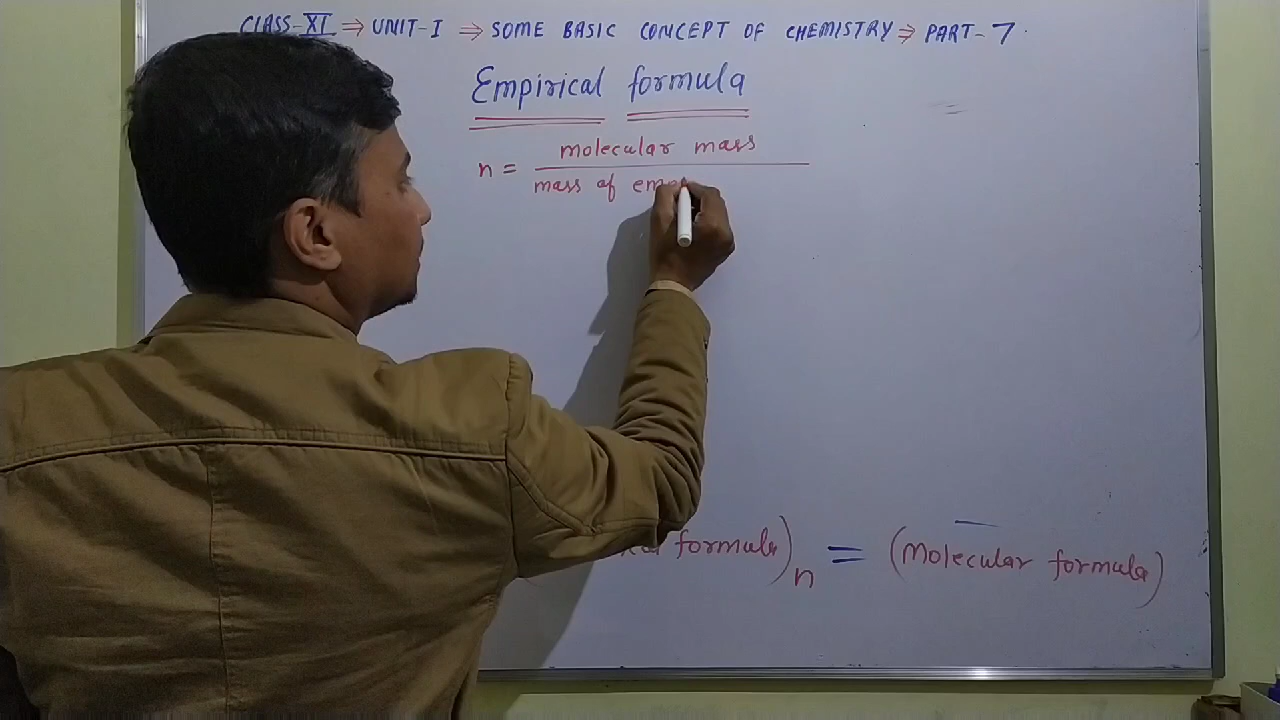 CLASS-XI ⇒ UNIT-I ⇒ SOME BASIC CONCEPT OF CHEMISTRY ⇒ PART-7.
Empirical formula
n = molecular mass
mass of
formula)n = (Molecular formula)